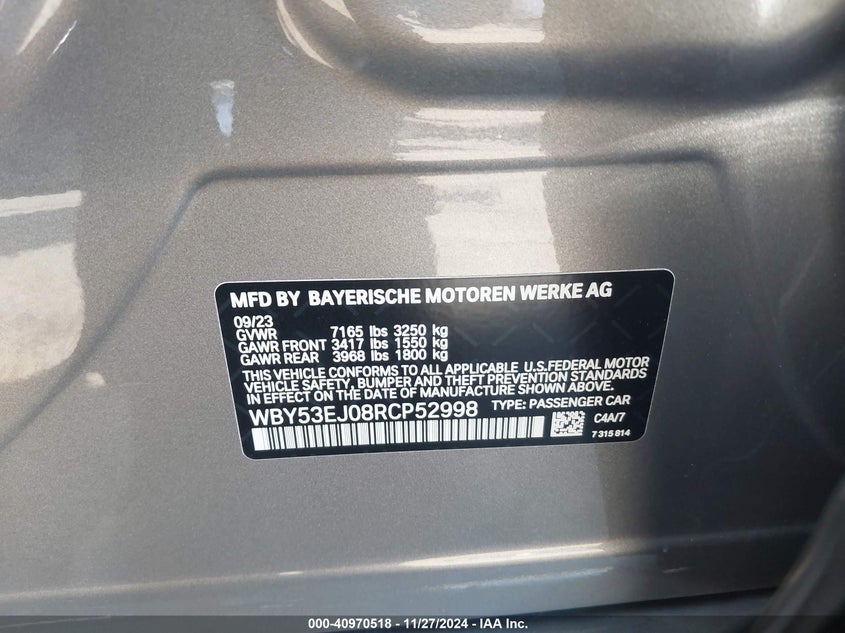 MFD BY BAYERISCHE MOTOREN WERKE AG
09/23
GVWR 7165 lbs 3250 kg
GAWR FRONT 3417 lbs 1550 kg
GAWR REAR 3968 lbs 1800 kg
THIS VEHICLE CONFORMS TO ALL APPLICABLE U.S.FEDERAL MOTOR
VEHICLE SAFETY, BUMPER AND THEFT PREVENTION STANDARDS
IN EFFECT ON THE DATE OF MANUFACTURE SHOWN ABOVE.
WBY53EJ08RCP52998 TYPE: PASSENGER CAR
C4A/7
7 315 814
000-40970518 - 11/27/2024 - IAA Inc.